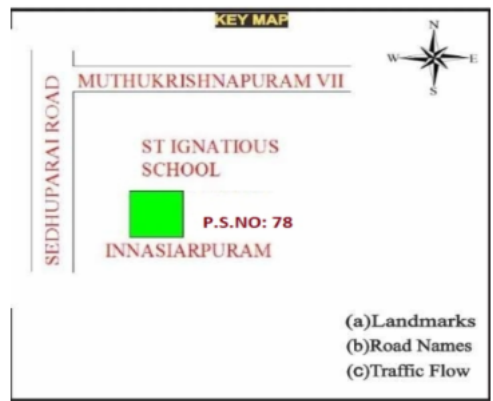 KEY MAP
N
W
E
S
MUTHUKRISHNAPURAM VII
SEDHUPARAI ROAD
ST IGNATIOUS
SCHOOL
P.S.NO: 78
INNASIARPURAM
(a)Landmarks
(b)Road Names
(c)Traffic Flow